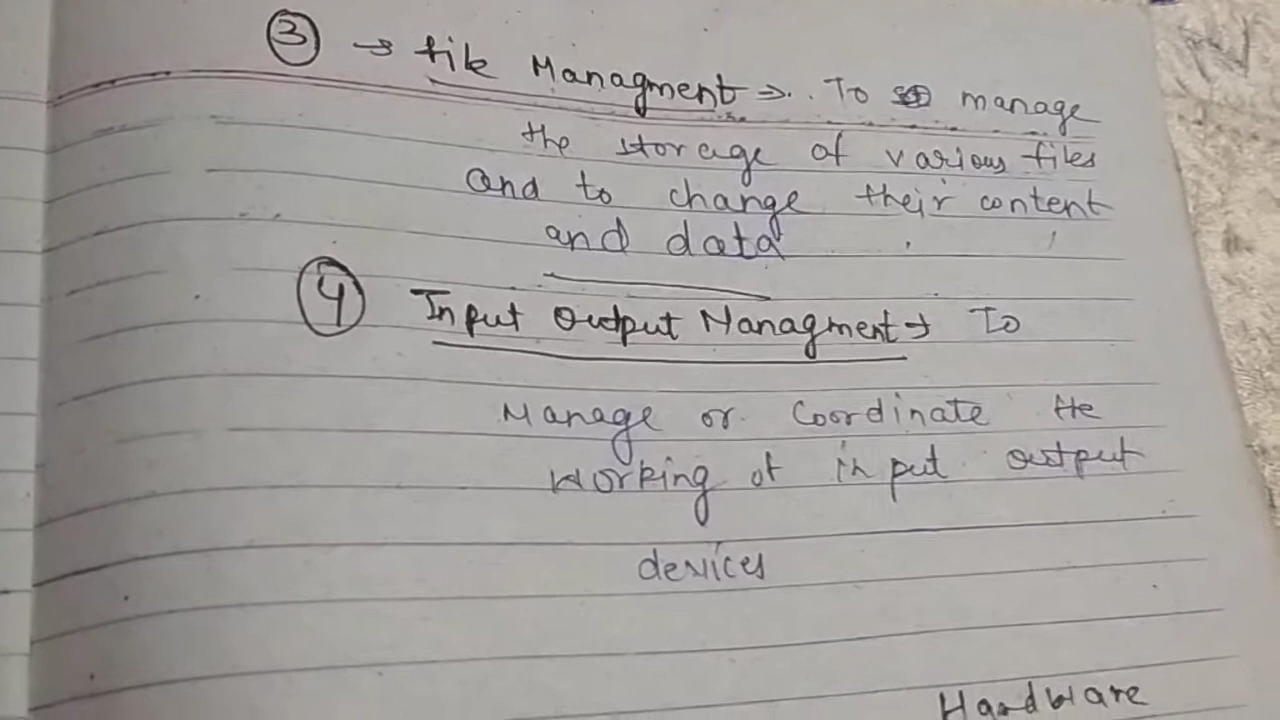 ③ → file Managment ⇒ To manage
the storage of various files
and to change their content
and data
④ Input Output Managment → To
Manage or Coordinate the
working of input output
devices
Hardware